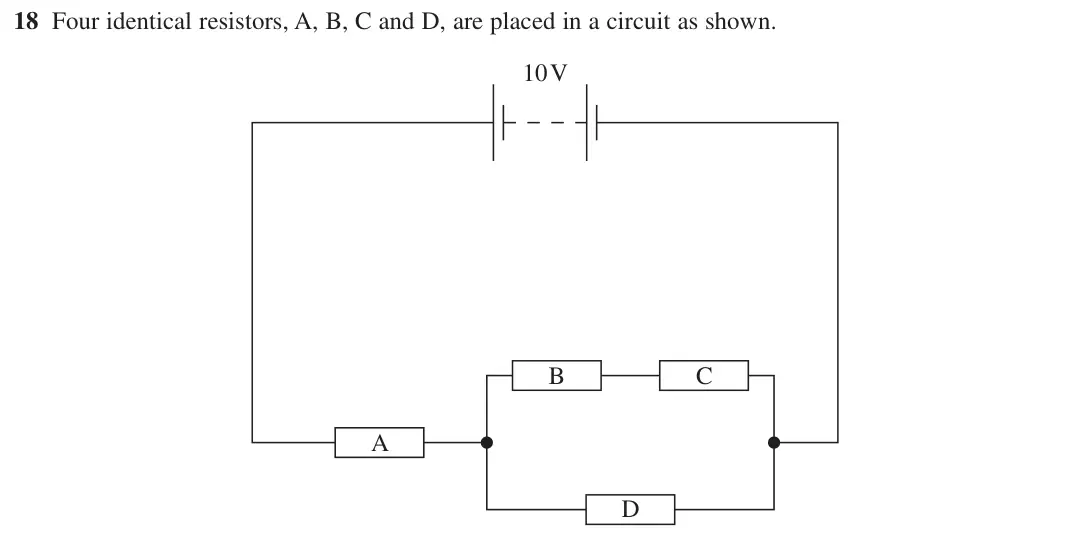 18 Four identical resistors, A, B, C and D, are placed in a circuit as shown.
10 V
B
C
A
D